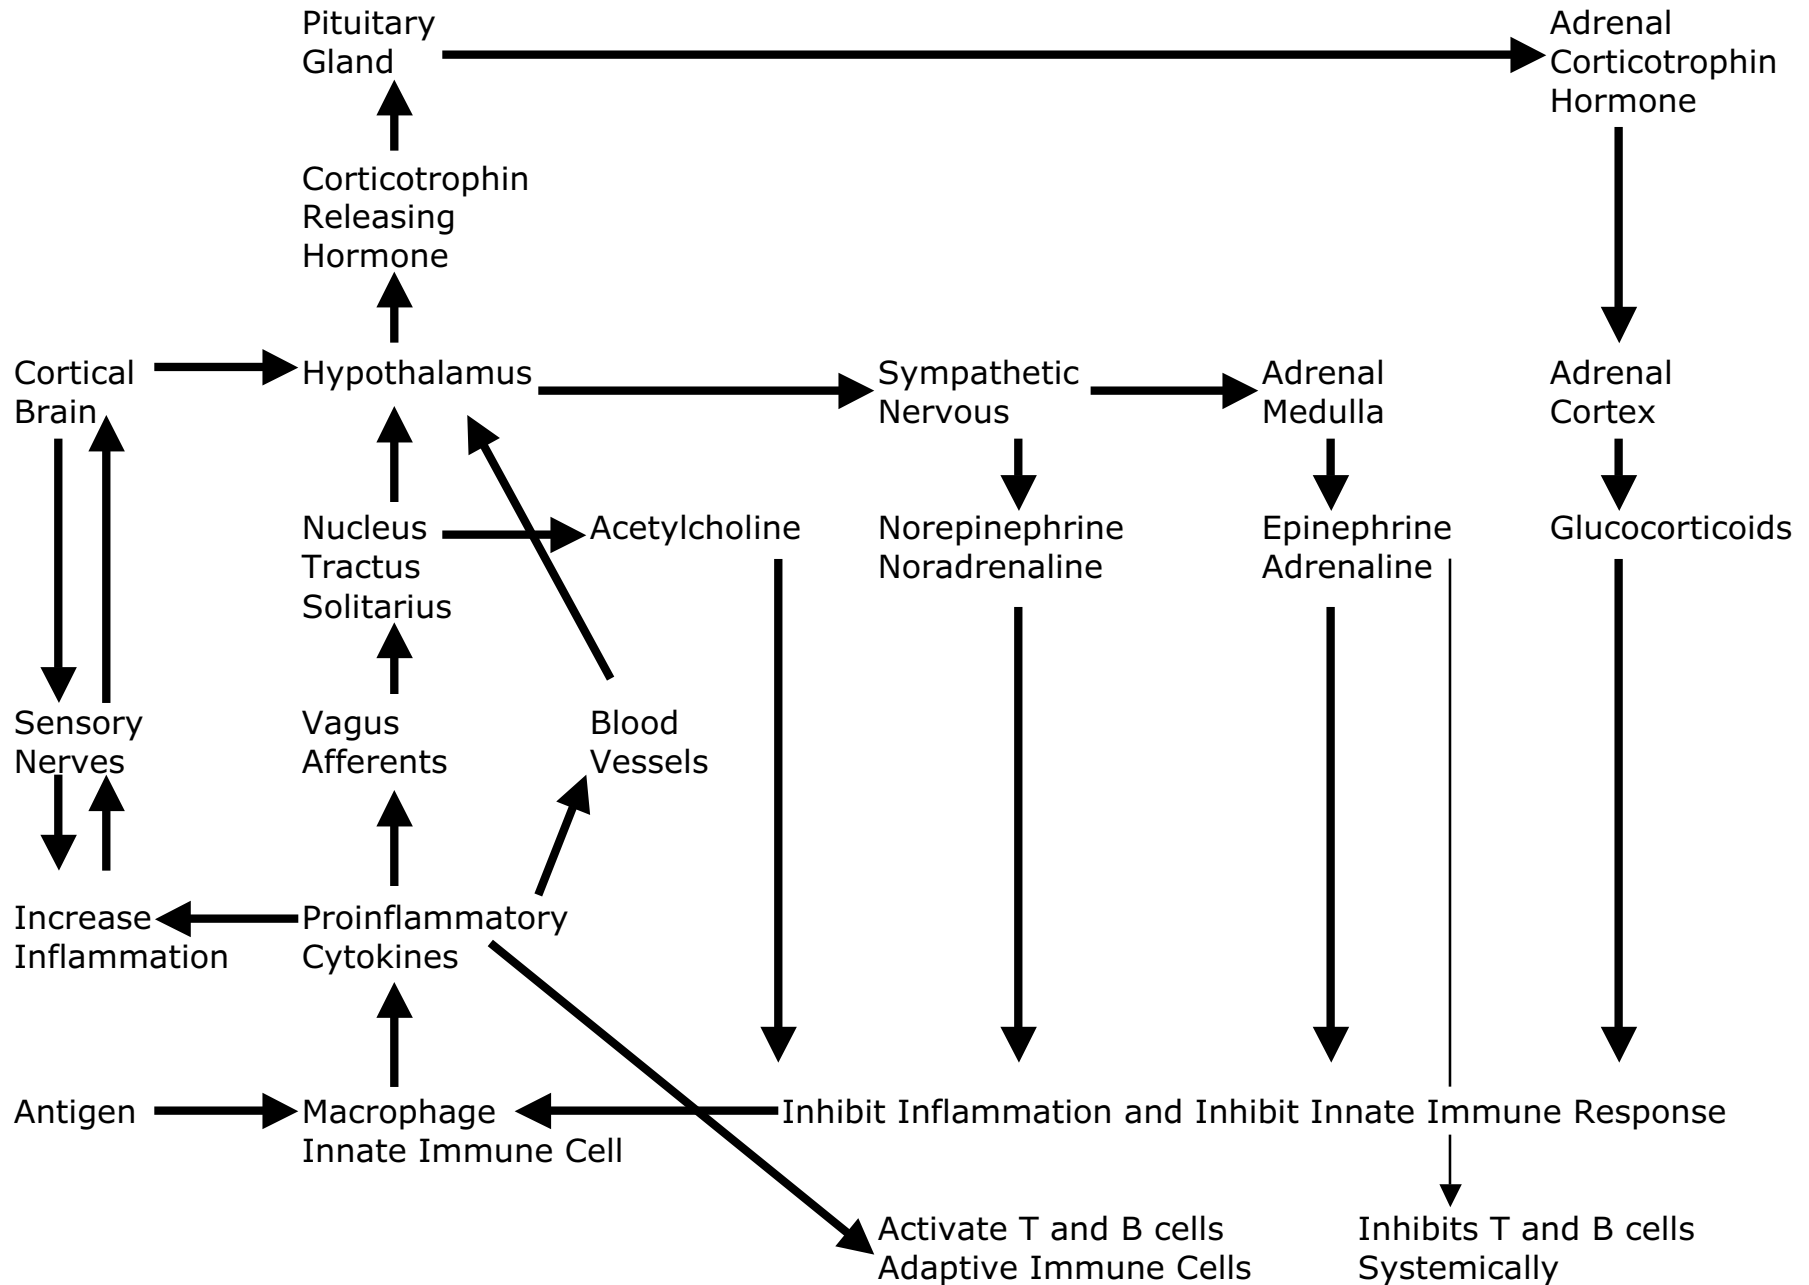 Pituitary
Gland
Adrenal
Corticotrophin
Hormone
Corticotrophin
Releasing
Hormone
Cortical
Brain
Hypothalamus
Sympathetic
Nervous
Adrenal
Medulla
Adrenal
Cortex
Nucleus
Tractus
Solitarius
Acetylcholine
Norepinephrine
Noradrenaline
Epinephrine
Adrenaline
Glucocorticoids
Sensory
Nerves
Vagus
Afferents
Blood
Vessels
Increase
Inflammation
Proinflammatory
Cytokines
Antigen
Macrophage
Innate Immune Cell
Inhibit Inflammation and Inhibit Innate Immune Response
Activate T and B cells
Adaptive Immune Cells
Inhibits T and B cells
Systemically